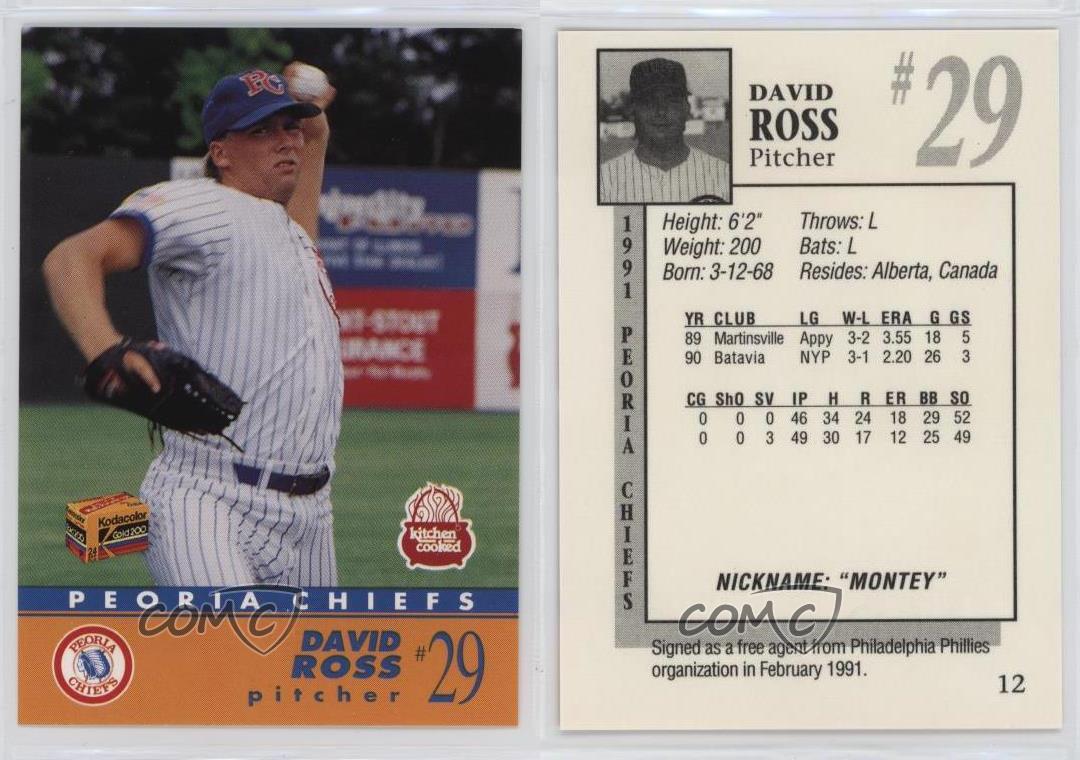 PC
PEORIA CHIEFS
Kodacolor
Gold 200
24
kitchen
cooked
PEORIA CHIEFS
COMC
PEORIA
CHIEFS
DAVID
ROSS
pitcher
#29
DAVID
ROSS
Pitcher
#29
1991 PEORIA CHIEFS
Height: 6'2" Throws: L
Weight: 200 Bats: L
Born: 3-12-68 Resides: Alberta, Canada
YR CLUB LG W-L ERA G GS
89 Martinsville Appy 3-2 3.55 18 5
90 Batavia NYP 3-1 2.20 26 3
CG ShO SV IP H R ER BB SO
0 0 0 46 34 24 18 29 52
0 0 3 49 30 17 12 25 49
NICKNAME: “MONTEY”
COMC
Signed as a free agent from Philadelphia Phillies
organization in February 1991.
12